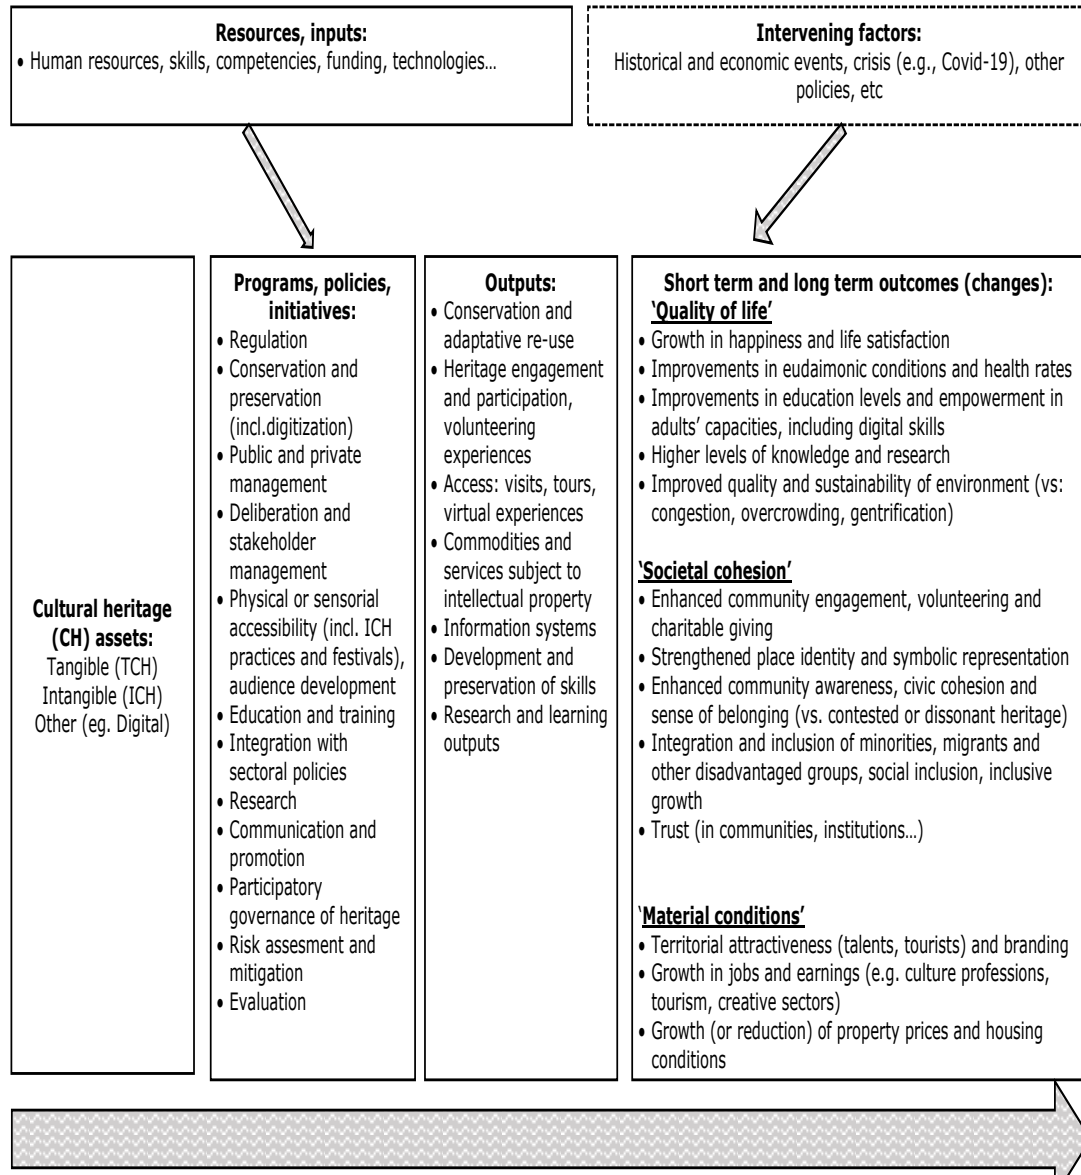 Resources, inputs:
• Human resources, skills, competencies, funding, technologies...
Intervening factors:
Historical and economic events, crisis (e.g., Covid-19), other
policies, etc
Cultural heritage
(CH) assets:
Tangible (TCH)
Intangible (ICH)
Other (eg. Digital)
Programs, policies,
initiatives:
• Regulation
• Conservation and
preservation
(incl.digitization)
• Public and private
management
• Deliberation and
stakeholder
management
• Physical or sensorial
accessibility (incl. ICH
practices and festivals),
audience development
• Education and training
• Integration with
sectoral policies
• Research
• Communication and
promotion
• Participatory
governance of heritage
• Risk assesment and
mitigation
• Evaluation
Outputs:
• Conservation and
adaptative re-use
• Heritage engagement
and participation,
volunteering
experiences
• Access: visits, tours,
virtual experiences
• Commodities and
services subject to
intellectual property
• Information systems
• Development and
preservation of skills
• Research and learning
outputs
Short term and long term outcomes (changes):
‘Quality of life’
• Growth in happiness and life satisfaction
• Improvements in eudaimonic conditions and health rates
• Improvements in education levels and empowerment in
adults’ capacities, including digital skills
• Higher levels of knowledge and research
• Improved quality and sustainability of environment (vs:
congestion, overcrowding, gentrification)
‘Societal cohesion’
• Enhanced community engagement, volunteering and
charitable giving
• Strengthened place identity and symbolic representation
• Enhanced community awareness, civic cohesion and
sense of belonging (vs. contested or dissonant heritage)
• Integration and inclusion of minorities, migrants and
other disadvantaged groups, social inclusion, inclusive
growth
• Trust (in communities, institutions...)
‘Material conditions’
• Territorial attractiveness (talents, tourists) and branding
• Growth in jobs and earnings (e.g. culture professions,
tourism, creative sectors)
• Growth (or reduction) of property prices and housing
conditions